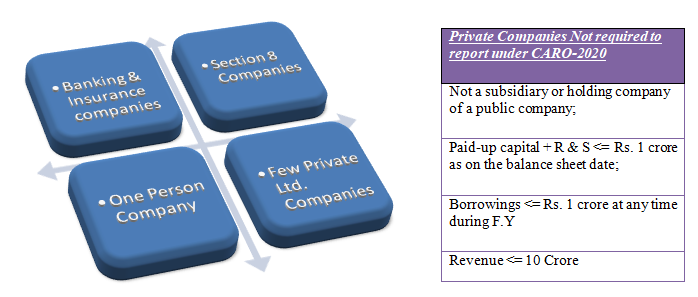 • Banking &
Insurance
companies
• Section 8
Companies
• One Person
Company
• Few Private
Ltd.
Companies
Private Companies Not required to
report under CARO-2020
Not a subsidiary or holding company
of a public company;
Paid-up capital + R & S <= Rs. 1 crore
as on the balance sheet date;
Borrowings <= Rs. 1 crore at any time
during F.Y
Revenue <= 10 Crore